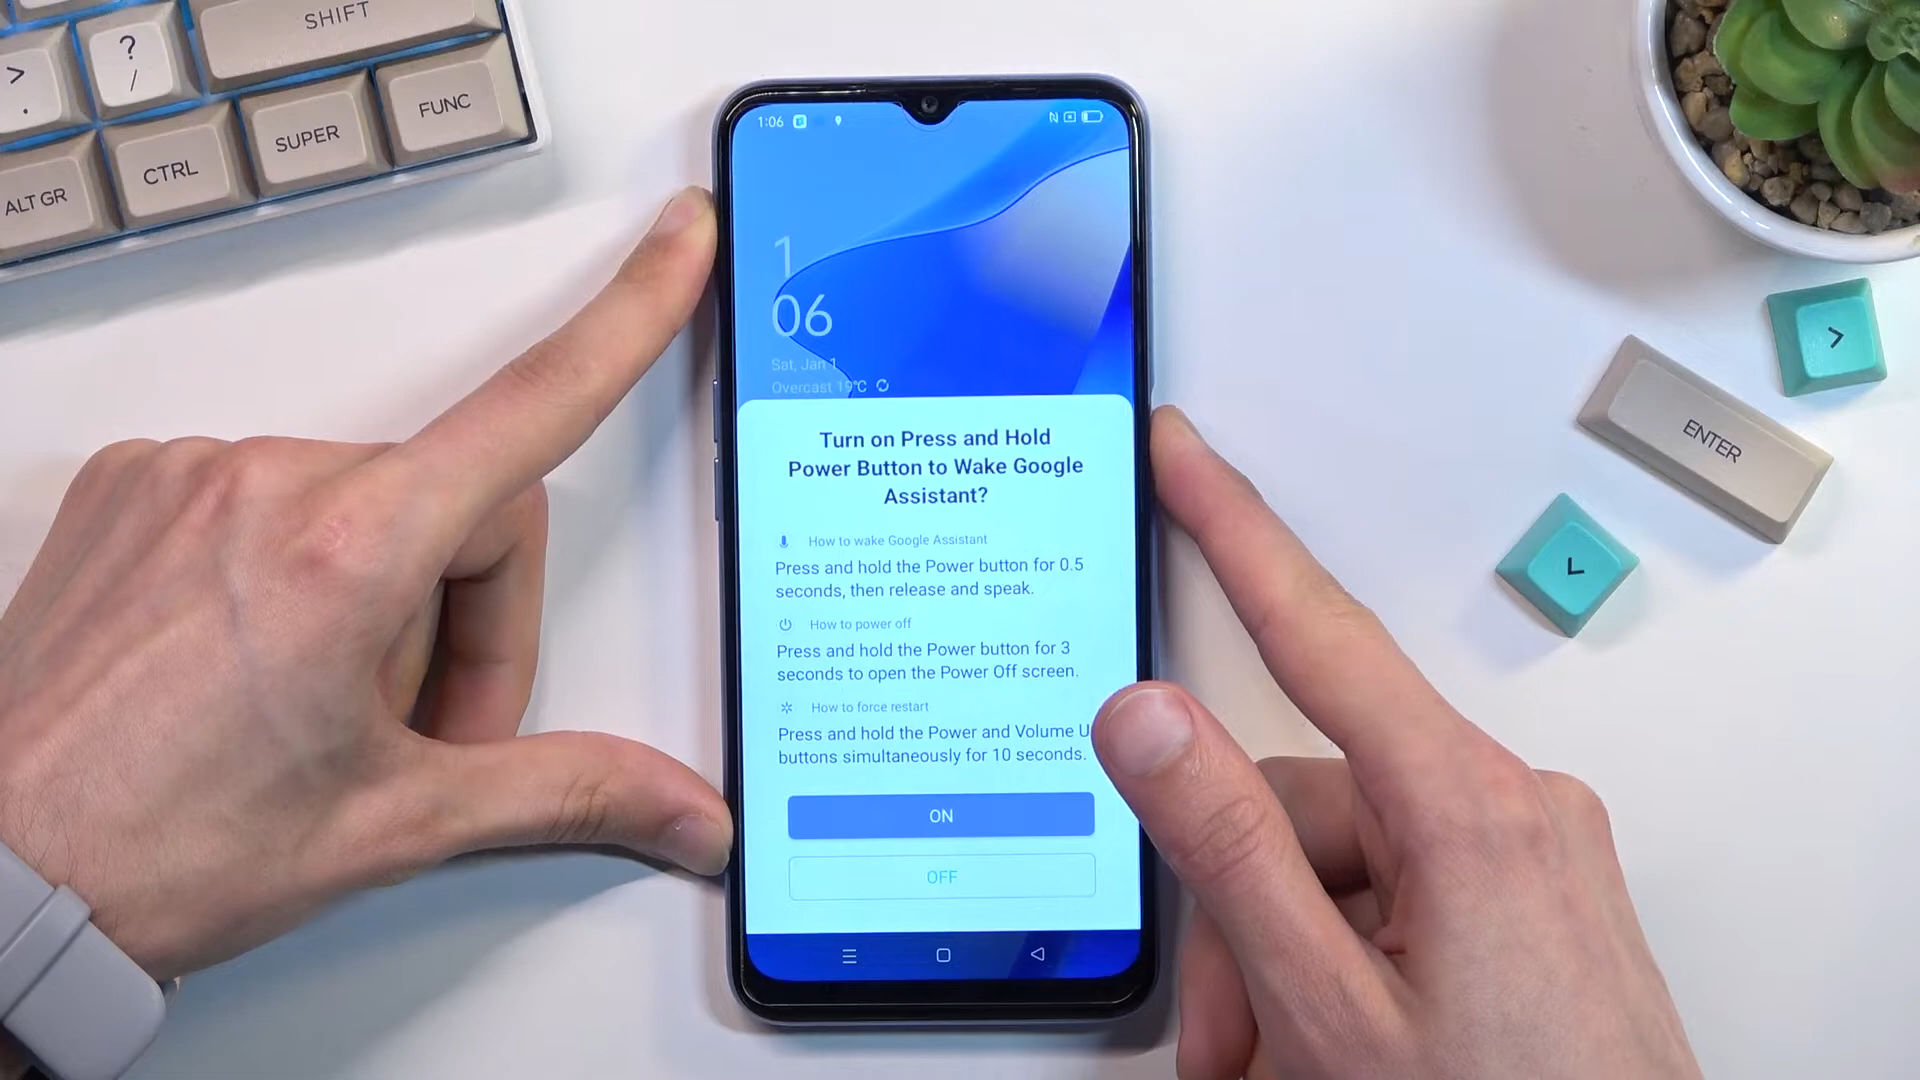 SHIFT
>
.
?
/
FUNC
SUPER
CTRL
ALT GR
1:06
1
06
Sat, Jan 1
Overcast 19°C
Turn on Press and Hold
Power Button to Wake Google
Assistant?
How to wake Google Assistant
Press and hold the Power button for 0.5
seconds, then release and speak.
How to power off
Press and hold the Power button for 3
seconds to open the Power Off screen.
How to force restart
Press and hold the Power and Volume U
buttons simultaneously for 10 seconds.
ON
OFF
>
ENTER
<